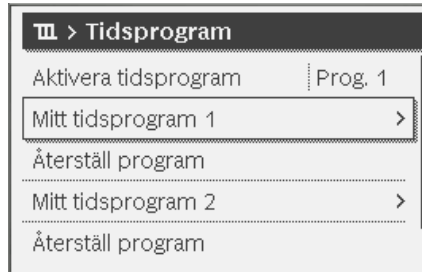 > Tidsprogram
Aktivera tidsprogram Prog. 1
Mitt tidsprogram 1 >
Återställ program
Mitt tidsprogram 2 >
Återställ program